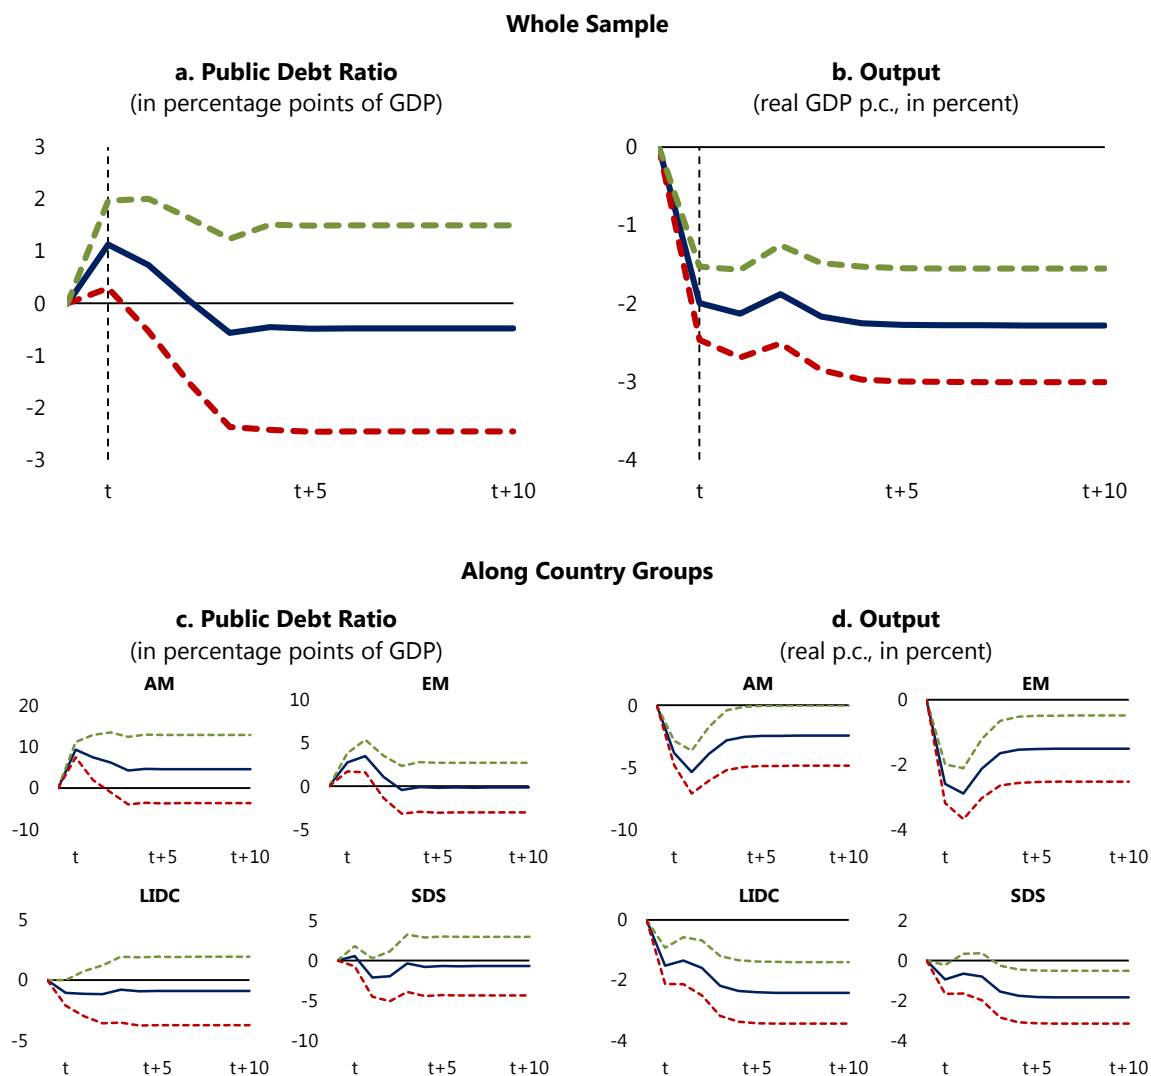 Whole Sample
a. Public Debt Ratio
(in percentage points of GDP)
3
2
1
0
-1
-2
-3
t
t+5
t+10
b. Output
(real GDP p.c., in percent)
0
-1
-2
-3
-4
t
t+5
t+10
Along Country Groups
c. Public Debt Ratio
(in percentage points of GDP)
AM
20
10
0
-10
t
t+5
t+10
EM
10
5
0
-5
t
t+5
t+10
LIDC
5
0
-5
t
t+5
t+10
SDS
5
0
-5
-10
t
t+5
t+10
d. Output
(real p.c., in percent)
AM
0
-5
-10
t
t+5
t+10
EM
0
-2
-4
t
t+5
t+10
LIDC
0
-2
-4
t
t+5
t+10
SDS
2
0
-2
-4
t
t+5
t+10